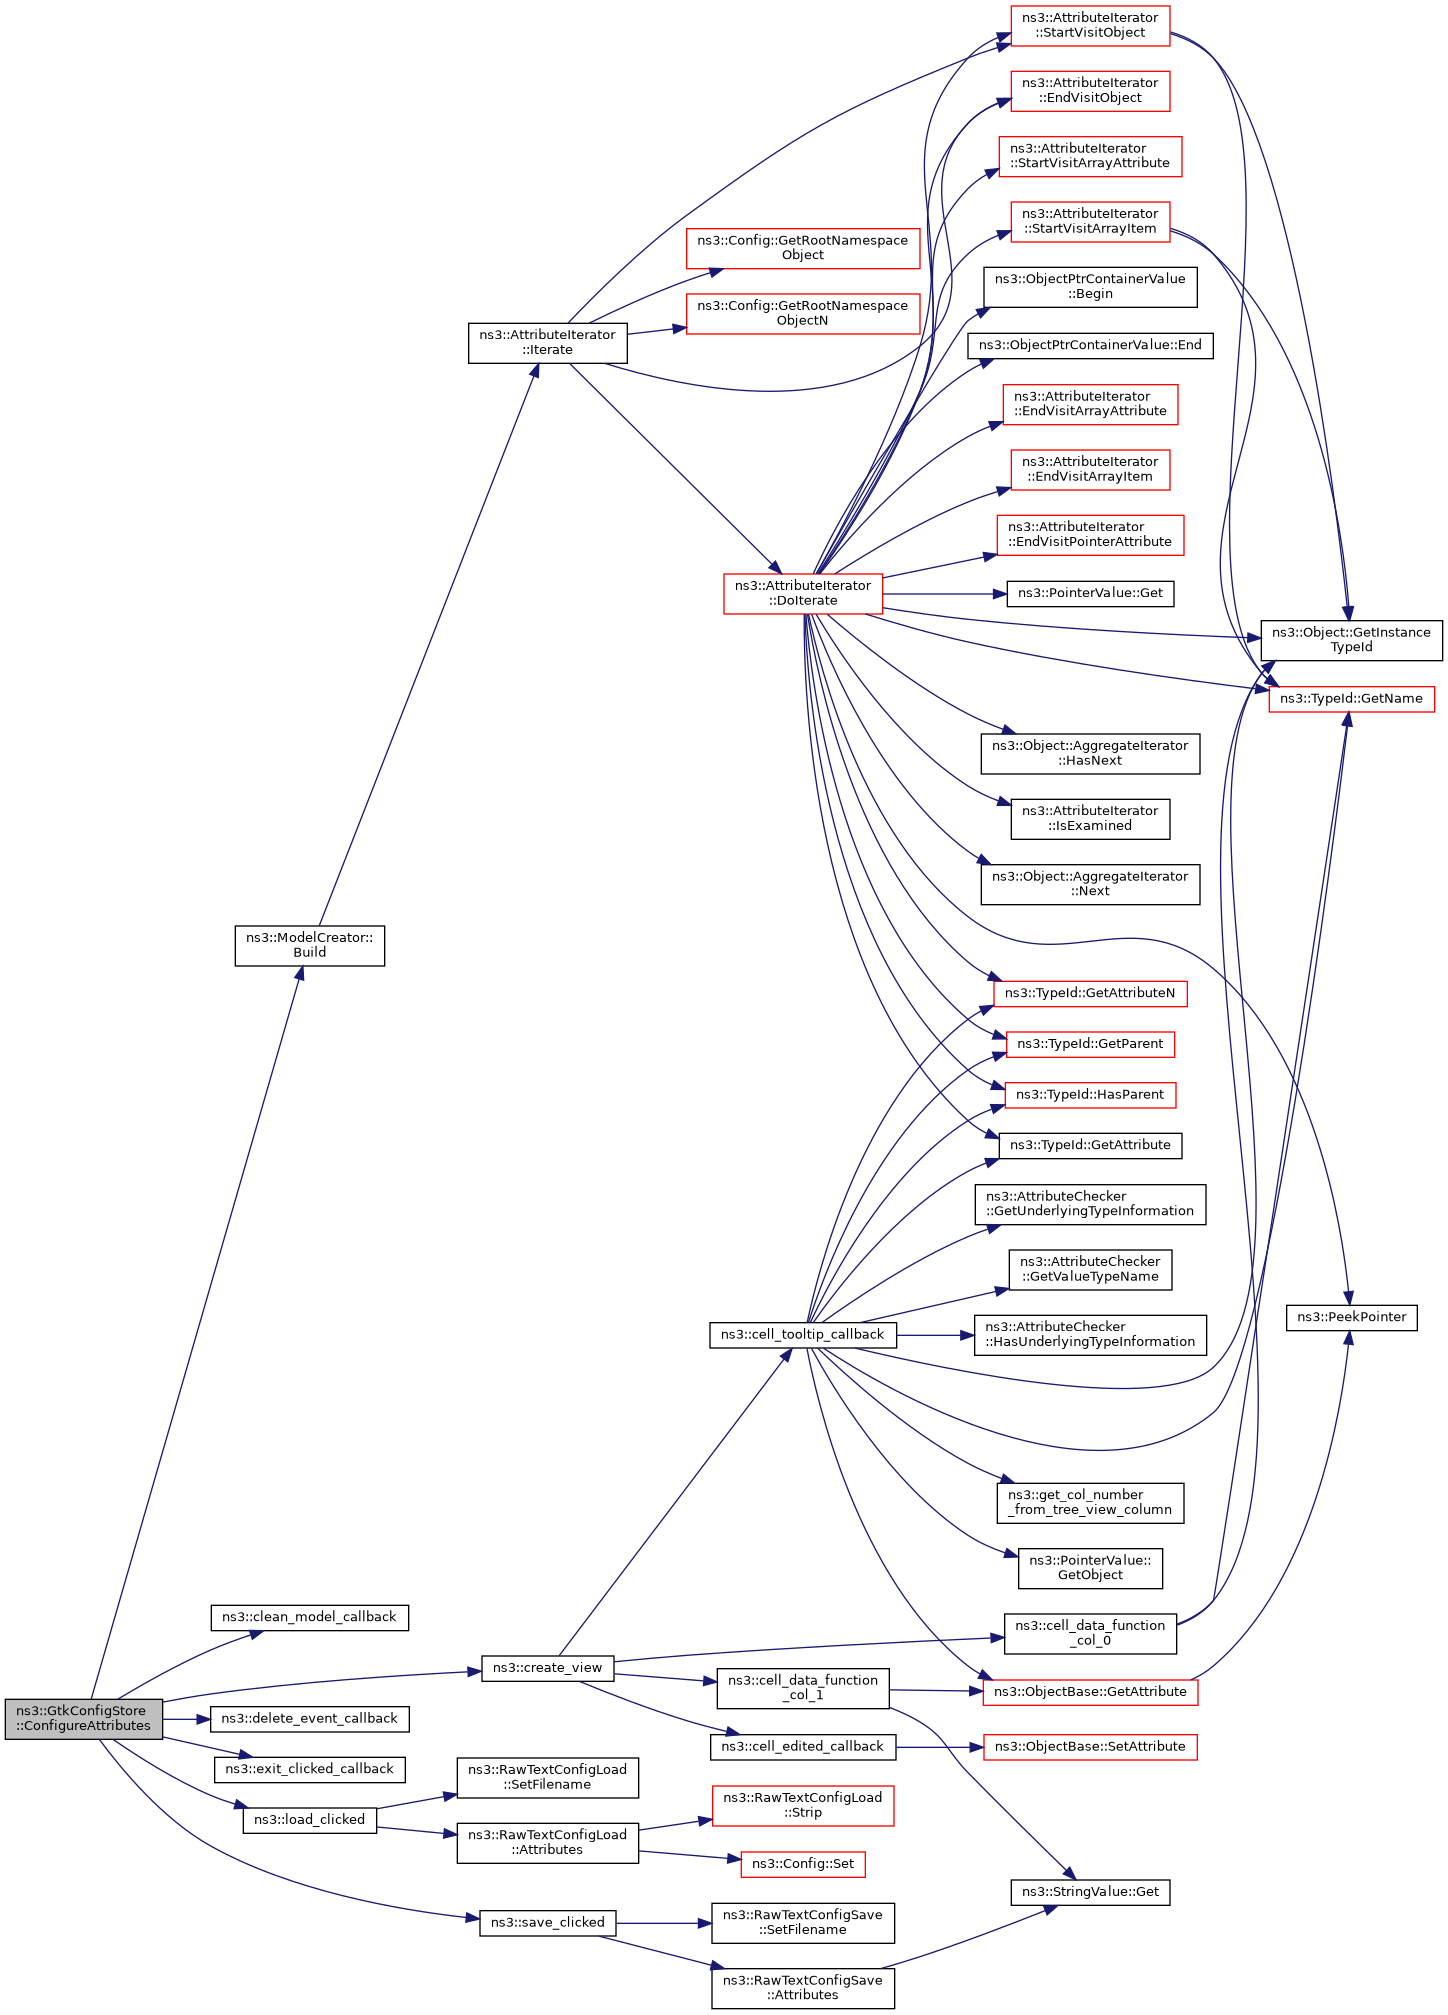 ns3::AttributeIterator
::StartVisitObject
ns3::AttributeIterator
::EndVisitObject
ns3::AttributeIterator
::StartVisitArrayAttribute
ns3::AttributeIterator
::StartVisitArrayItem
ns3::Config::GetRootNamespace
Object
ns3::ObjectPtrContainerValue
::Begin
ns3::Config::GetRootNamespace
ObjectN
ns3::AttributeIterator
::Iterate
ns3::ObjectPtrContainerValue::End
ns3::AttributeIterator
::EndVisitArrayAttribute
ns3::AttributeIterator
::EndVisitArrayItem
ns3::AttributeIterator
::EndVisitPointerAttribute
ns3::AttributeIterator
::DoIterate
ns3::PointerValue::Get
ns3::Object::GetInstance
TypeId
ns3::TypeId::GetName
ns3::Object::AggregateIterator
::HasNext
ns3::AttributeIterator
::IsExamined
ns3::Object::AggregateIterator
::Next
ns3::ModelCreator::
Build
ns3::TypeId::GetAttributeN
ns3::TypeId::GetParent
ns3::TypeId::HasParent
ns3::TypeId::GetAttribute
ns3::AttributeChecker
::GetUnderlyingTypeInformation
ns3::AttributeChecker
::GetValueTypeName
ns3::PeekPointer
ns3::cell_tooltip_callback
ns3::AttributeChecker
::HasUnderlyingTypeInformation
ns3::get_col_number
_from_tree_view_column
ns3::PointerValue::
GetObject
ns3::clean_model_callback
ns3::cell_data_function
_col_0
ns3::create_view
ns3::cell_data_function
_col_1
ns3::ObjectBase::GetAttribute
ns3::GtkConfigStore
::ConfigureAttributes
ns3::delete_event_callback
ns3::cell_edited_callback
ns3::ObjectBase::SetAttribute
ns3::exit_clicked_callback
ns3::RawTextConfigLoad
::SetFilename
ns3::load_clicked
ns3::RawTextConfigLoad
::Attributes
ns3::RawTextConfigLoad
::Strip
ns3::Config::Set
ns3::StringValue::Get
ns3::save_clicked
ns3::RawTextConfigSave
::SetFilename
ns3::RawTextConfigSave
::Attributes